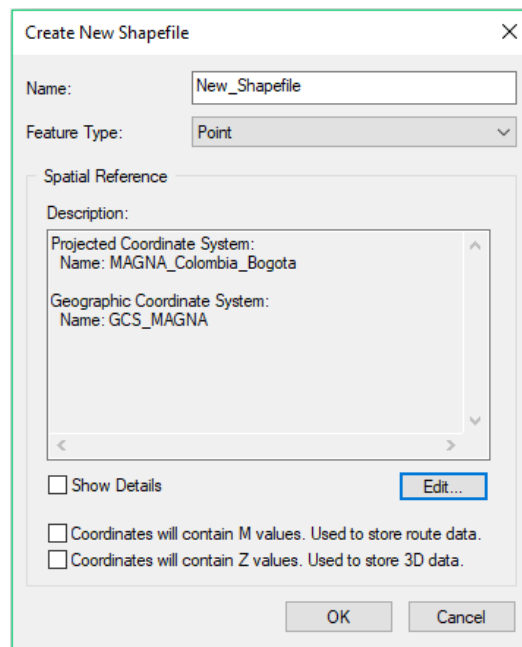 Create New Shapefile
Name:
New_Shapefile
Feature Type:
Point
Spatial Reference
Description:
Projected Coordinate System:
Name: MAGNA_Colombia_Bogota
Geographic Coordinate System:
Name: GCS_MAGNA
Show Details
Edit...
Coordinates will contain M values. Used to store route data.
Coordinates will contain Z values. Used to store 3D data.
OK
Cancel